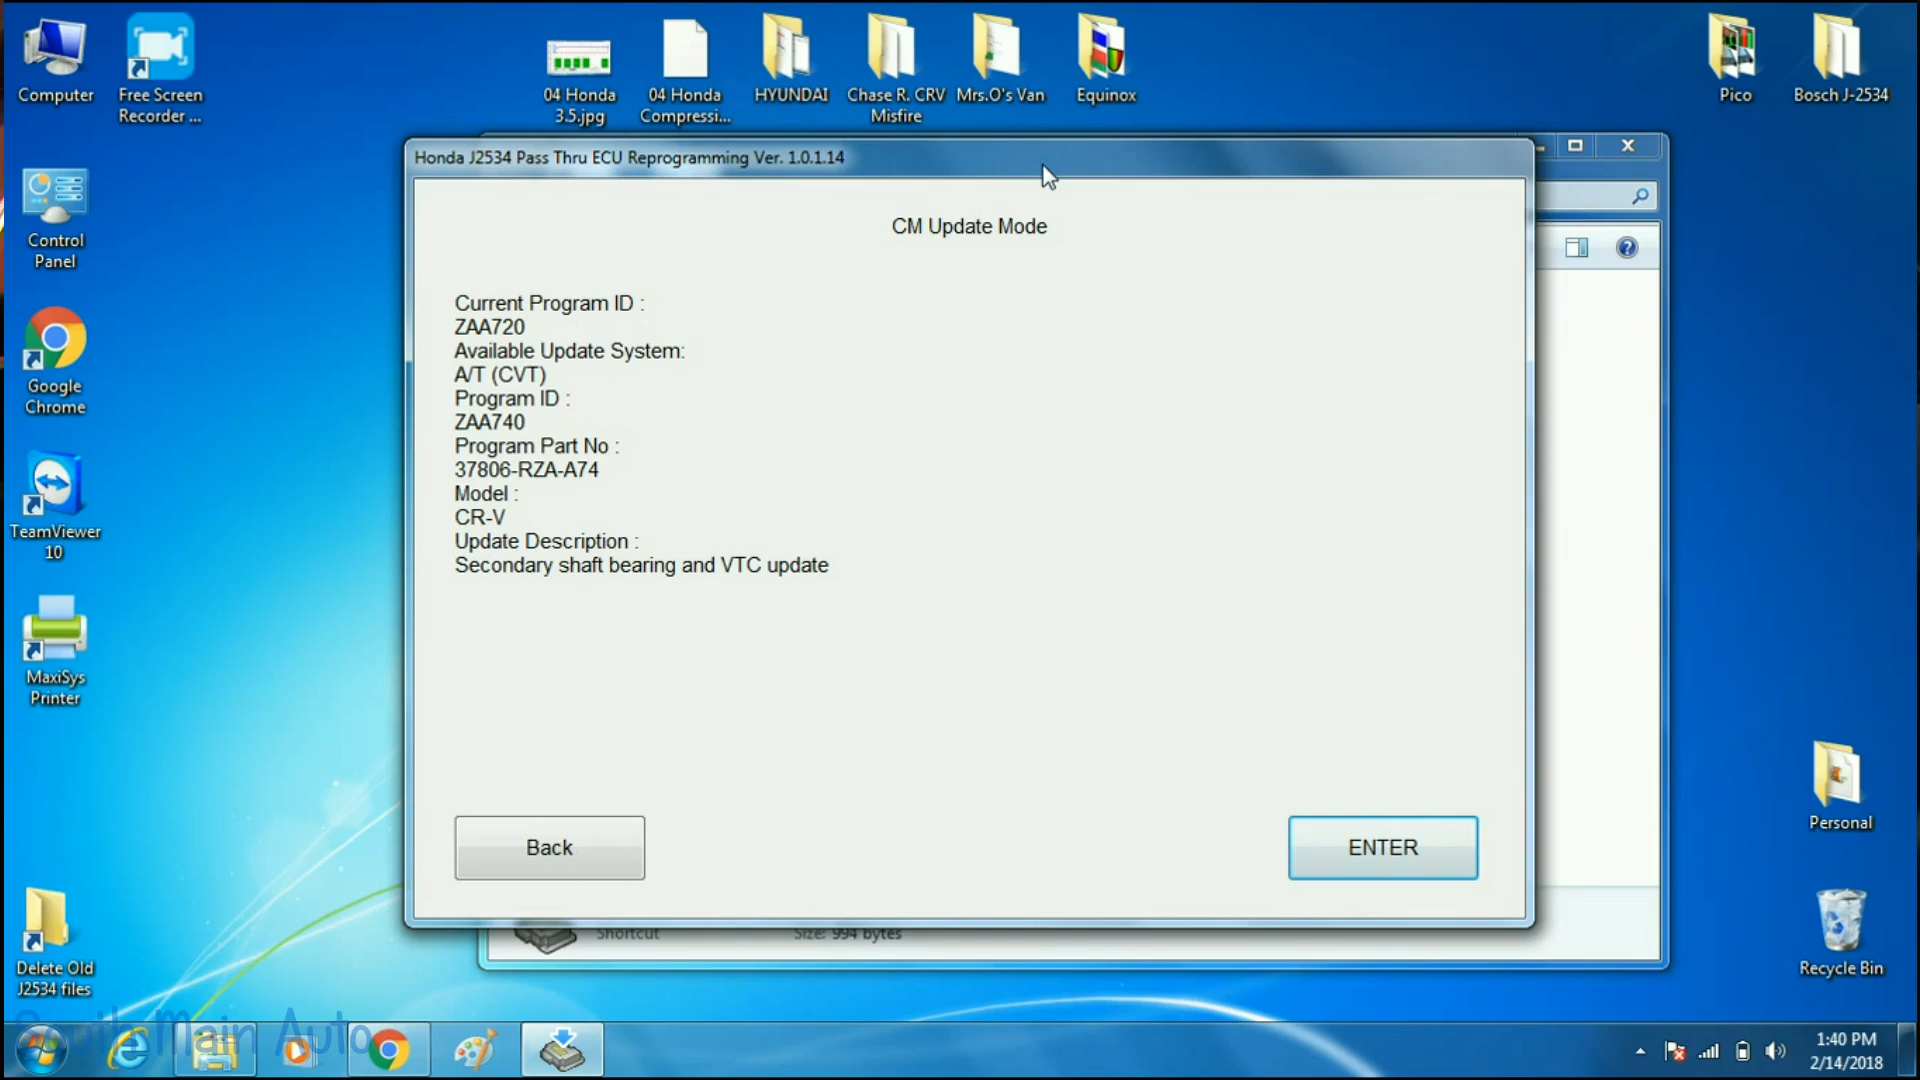 Computer
Free Screen
Recorder ...
04 Honda
3.5.jpg
04 Honda
Compressi...
HYUNDAI
Chase R. CRV
Misfire
Mrs.O's Van
Equinox
Pico
Bosch J-2534
Honda J2534 Pass Thru ECU Reprogramming Ver. 1.0.1.14
CM Update Mode
Control
Panel
Current Program ID :
ZAA720
Available Update System:
A/T (CVT)
Program ID :
ZAA740
Program Part No :
37806-RZA-A74
Model :
CR-V
Update Description :
Secondary shaft bearing and VTC update
Google
Chrome
TeamViewer
10
MaxiSys
Printer
Back
ENTER
Personal
Shortcut
Size: 994 bytes
Delete Old
J2534 files
Recycle Bin
South Main Auto
1:40 PM
2/14/2018